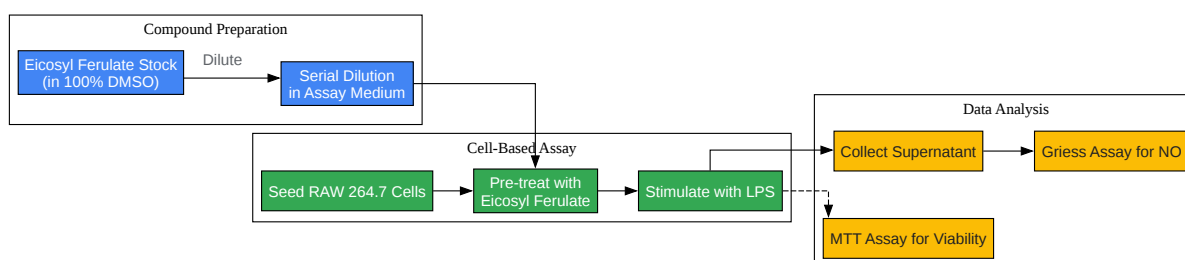 Compound Preparation
Eicosyl Ferulate Stock
(in 100% DMSO)
Dilute
Serial Dilution
in Assay Medium
Cell-Based Assay
Seed RAW 264.7 Cells
Pre-treat with
Eicosyl Ferulate
Stimulate with LPS
Data Analysis
Collect Supernatant
Griess Assay for NO
MTT Assay for Viability